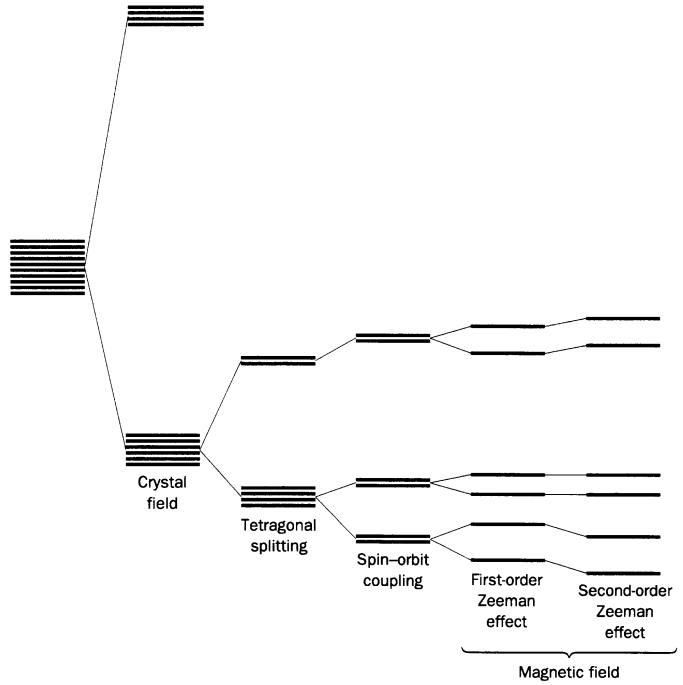 Crystal
field
Tetragonal
splitting
Spin–orbit
coupling
First-order
Zeeman
effect
Second-order
Zeeman
effect
Magnetic field